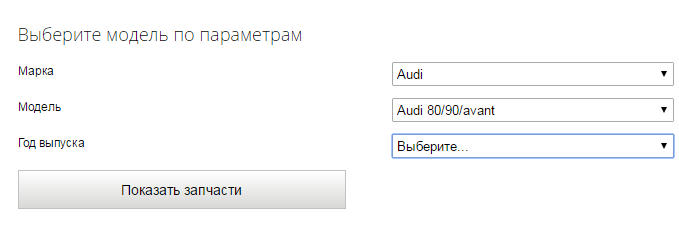 Выберите модель по параметрам
Марка Audi
Модель Audi 80/90/avant
Год выпуска Выберите...
Показать запчасти